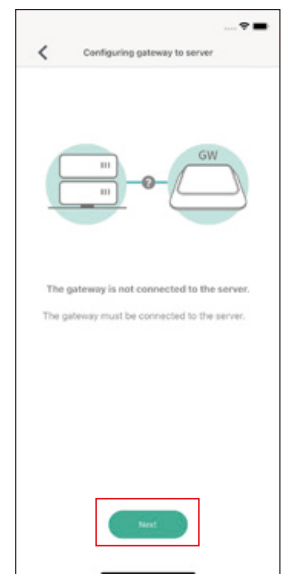 Configuring gateway to server
GW
?
The gateway is not connected to the server.
The gateway must be connected to the server.
Next